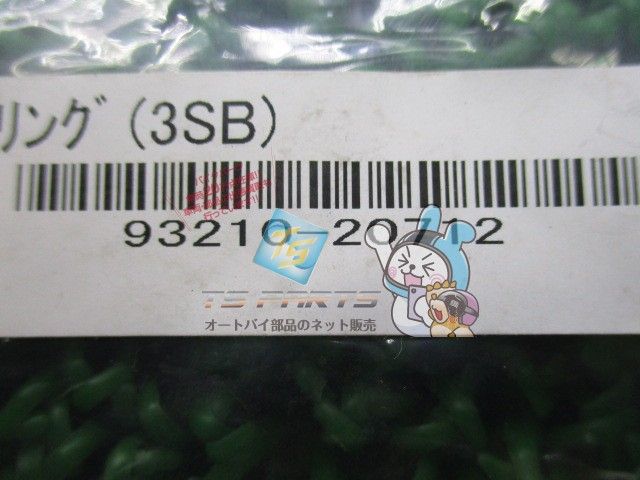 リング(3SB)
93210-20712
TS
TS PARTS
オートバイ部品のネット販売